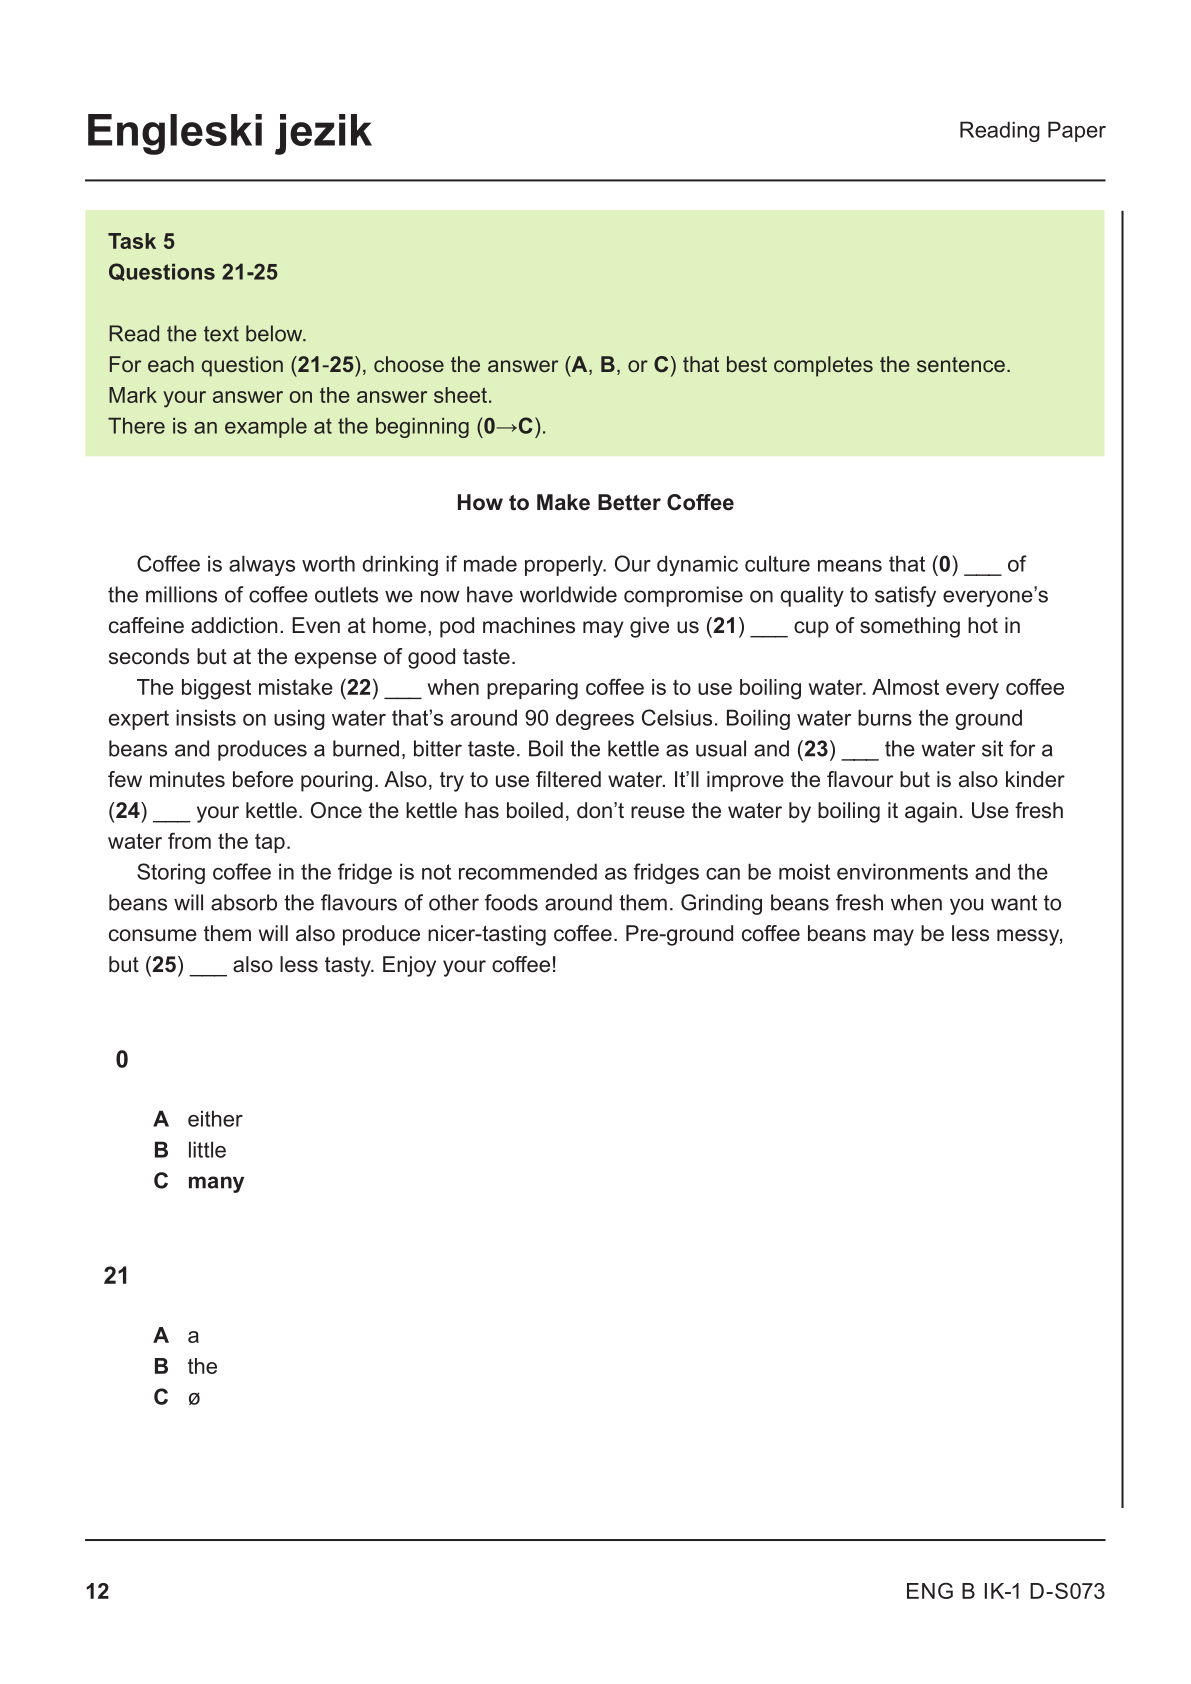 Engleski jezik
Reading Paper
Task 5
Questions 21-25
Read the text below.
For each question (21-25), choose the answer (A, B, or C) that best completes the sentence.
Mark your answer on the answer sheet.
There is an example at the beginning (0→C).
How to Make Better Coffee
Coffee is always worth drinking if made properly. Our dynamic culture means that (0) ___ of
the millions of coffee outlets we now have worldwide compromise on quality to satisfy everyone’s
caffeine addiction. Even at home, pod machines may give us (21) ___ cup of something hot in
seconds but at the expense of good taste.
The biggest mistake (22) ___ when preparing coffee is to use boiling water. Almost every coffee
expert insists on using water that’s around 90 degrees Celsius. Boiling water burns the ground
beans and produces a burned, bitter taste. Boil the kettle as usual and (23) ___ the water sit for a
few minutes before pouring. Also, try to use filtered water. It’ll improve the flavour but is also kinder
(24) ___ your kettle. Once the kettle has boiled, don’t reuse the water by boiling it again. Use fresh
water from the tap.
Storing coffee in the fridge is not recommended as fridges can be moist environments and the
beans will absorb the flavours of other foods around them. Grinding beans fresh when you want to
consume them will also produce nicer-tasting coffee. Pre-ground coffee beans may be less messy,
but (25) ___ also less tasty. Enjoy your coffee!
0
A either
B little
C many
21
A a
B the
C ø
12
ENG B IK-1 D-S073